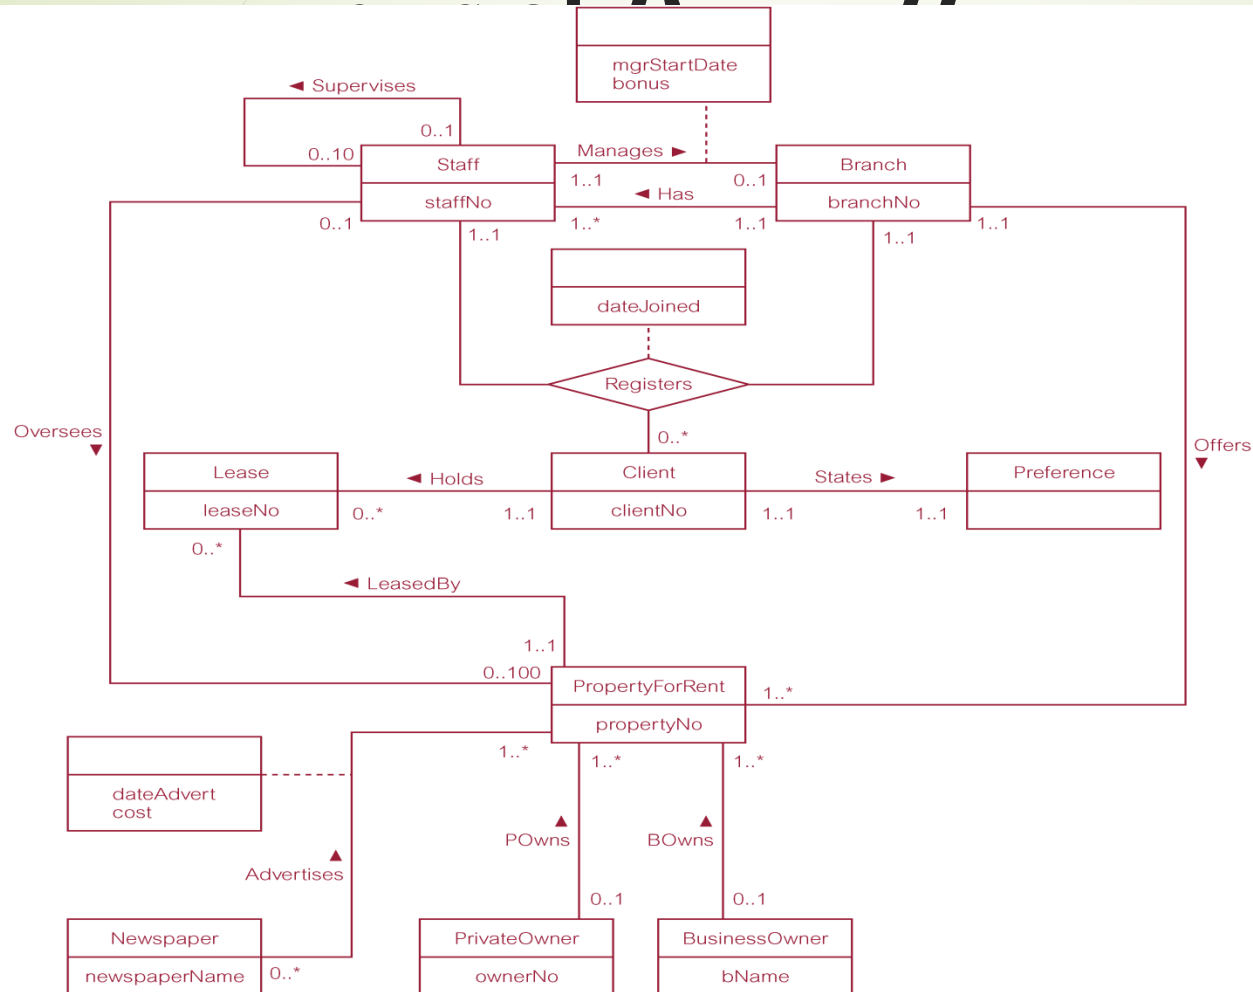 mgrStartDate
bonus
◄ Supervises
0..1
0..10
Staff
Manages ►
Branch
1..1
0..1
staffNo
◄ Has
branchNo
0..1
1..1
1..*
1..1
1..1
1..1
dateJoined
Registers
Oversees
▼
0..*
Offers
▼
Lease
◄ Holds
Client
States ►
Preference
leaseNo
0..*
1..1
clientNo
1..1
1..1
0..*
◄ LeasedBy
1..1
0..100
PropertyForRent
1..*
propertyNo
1..*
1..*
1..*
dateAdvert
cost
▲
POwns
▲
BOwns
▲
Advertises
0..1
0..1
Newspaper
PrivateOwner
BusinessOwner
newspaperName
0..*
ownerNo
bName